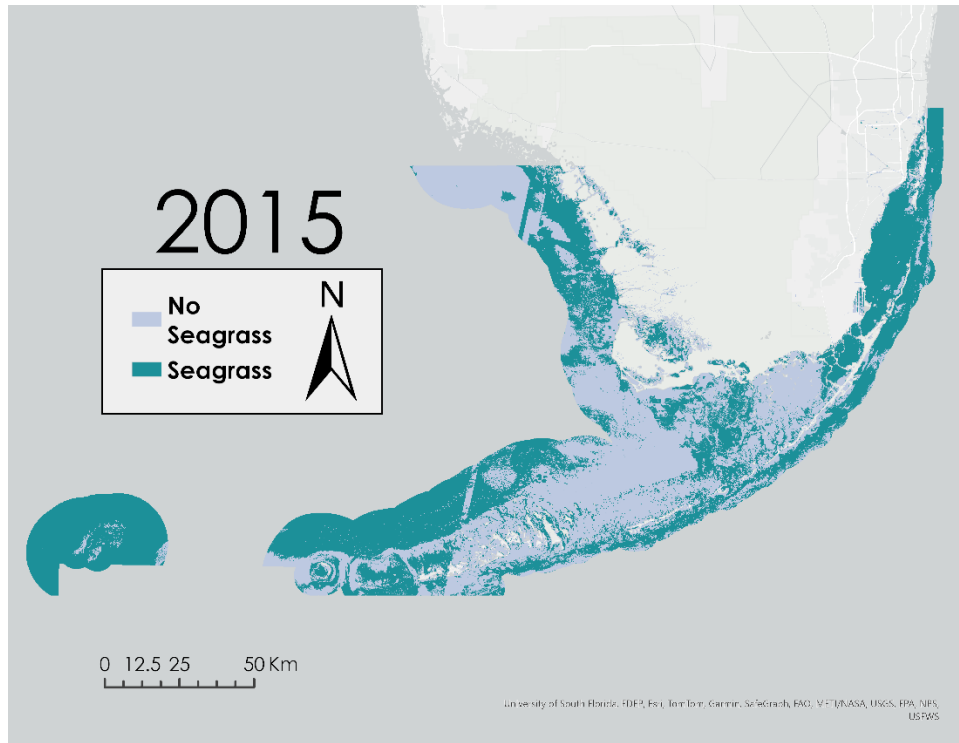 2015
N
No
Seagrass
Seagrass
0 12.5 25 50 Km
University of South Florida, FDEP, Esri, TomTom, Garmin, SafeGraph, FAO, METI/NASA, USGS, EPA, NPS,
USFWS